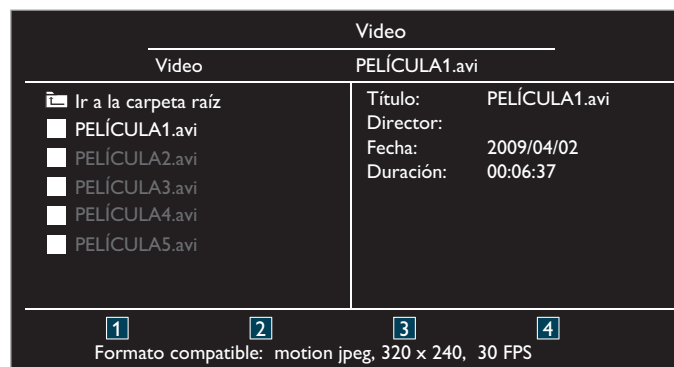 Video
Video PELÍCULA1.avi
Ir a la carpeta raíz
PELÍCULA1.avi
PELÍCULA2.avi
PELÍCULA3.avi
PELÍCULA4.avi
PELÍCULA5.avi
Título: PELÍCULA1.avi
Director:
Fecha: 2009/04/02
Duración: 00:06:37
1 2 3 4
Formato compatible: motion jpeg, 320 x 240, 30 FPS